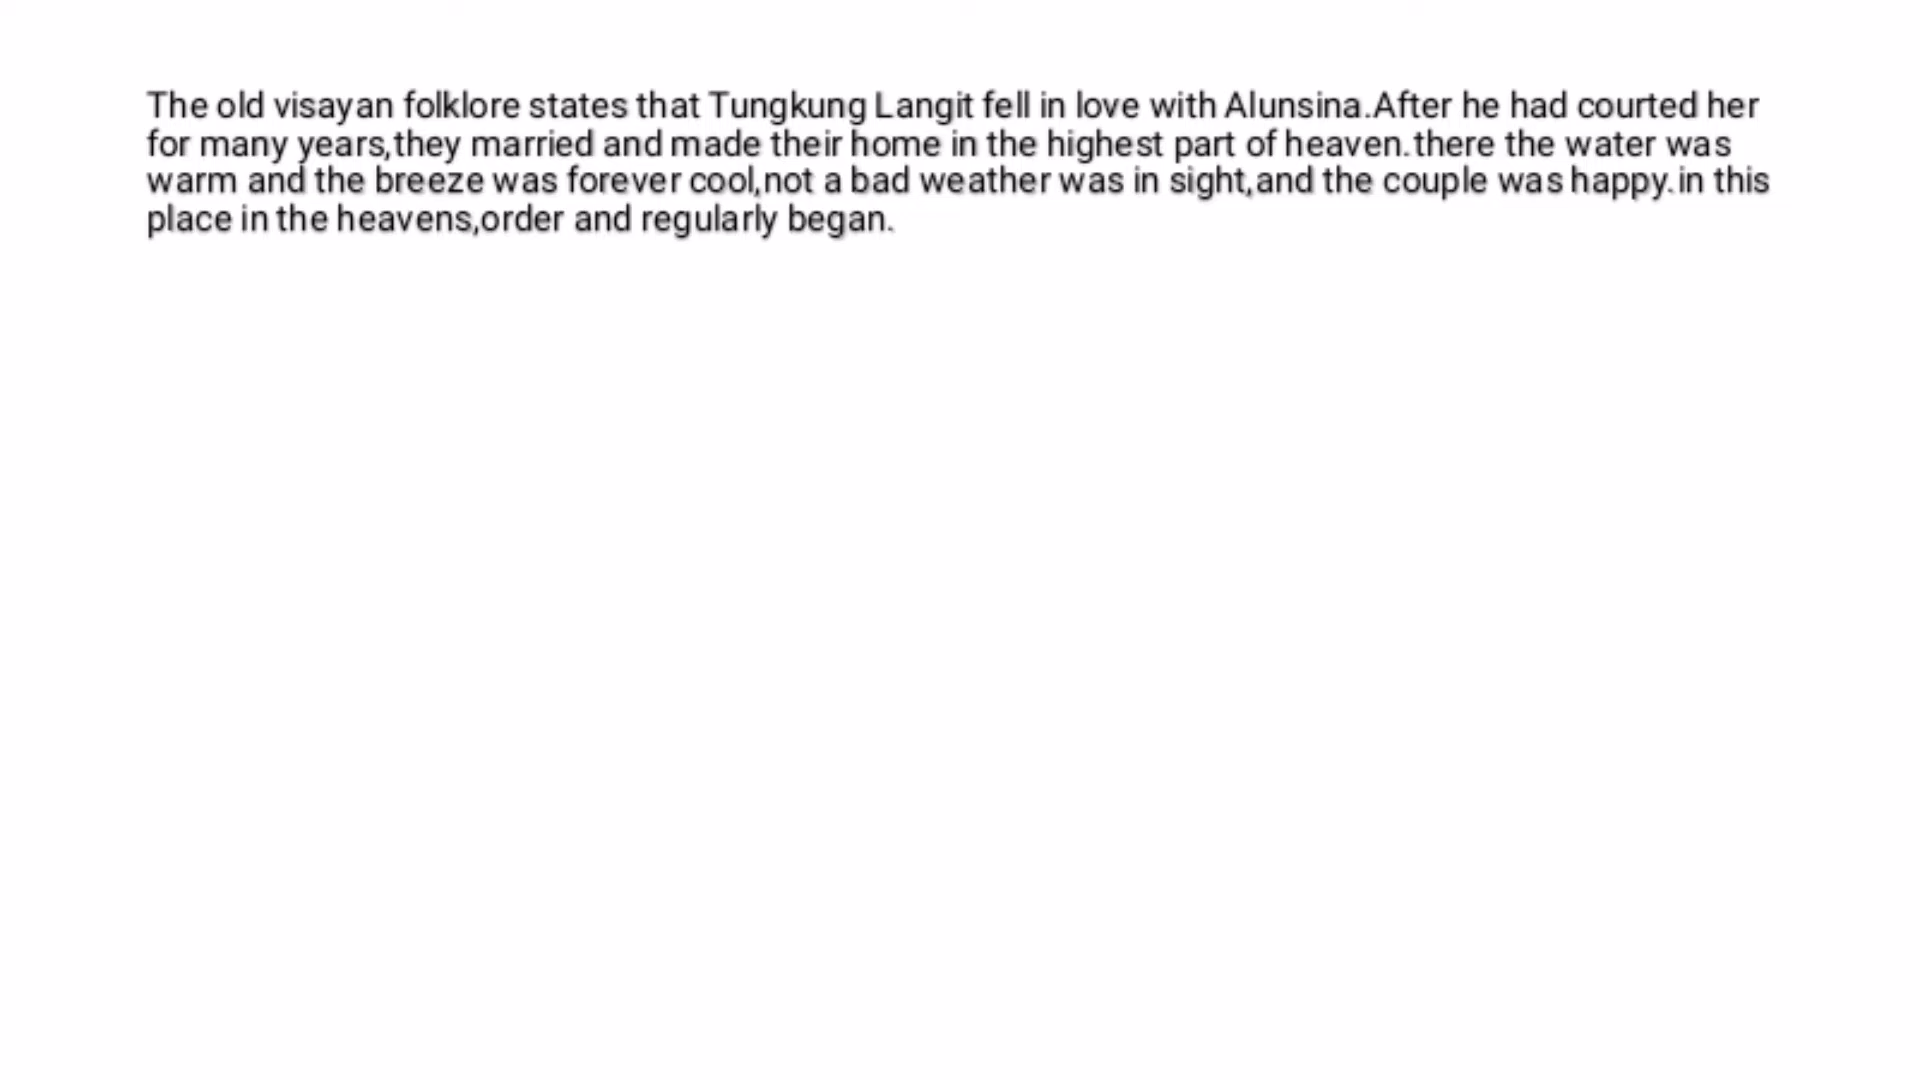 The old visayan folklore states that Tungkung Langit fell in love with Alunsina.After he had courted her
for many years,they married and made their home in the highest part of heaven.there the water was
warm and the breeze was forever cool,not a bad weather was in sight,and the couple was happy.in this
place in the heavens,order and regularly began.